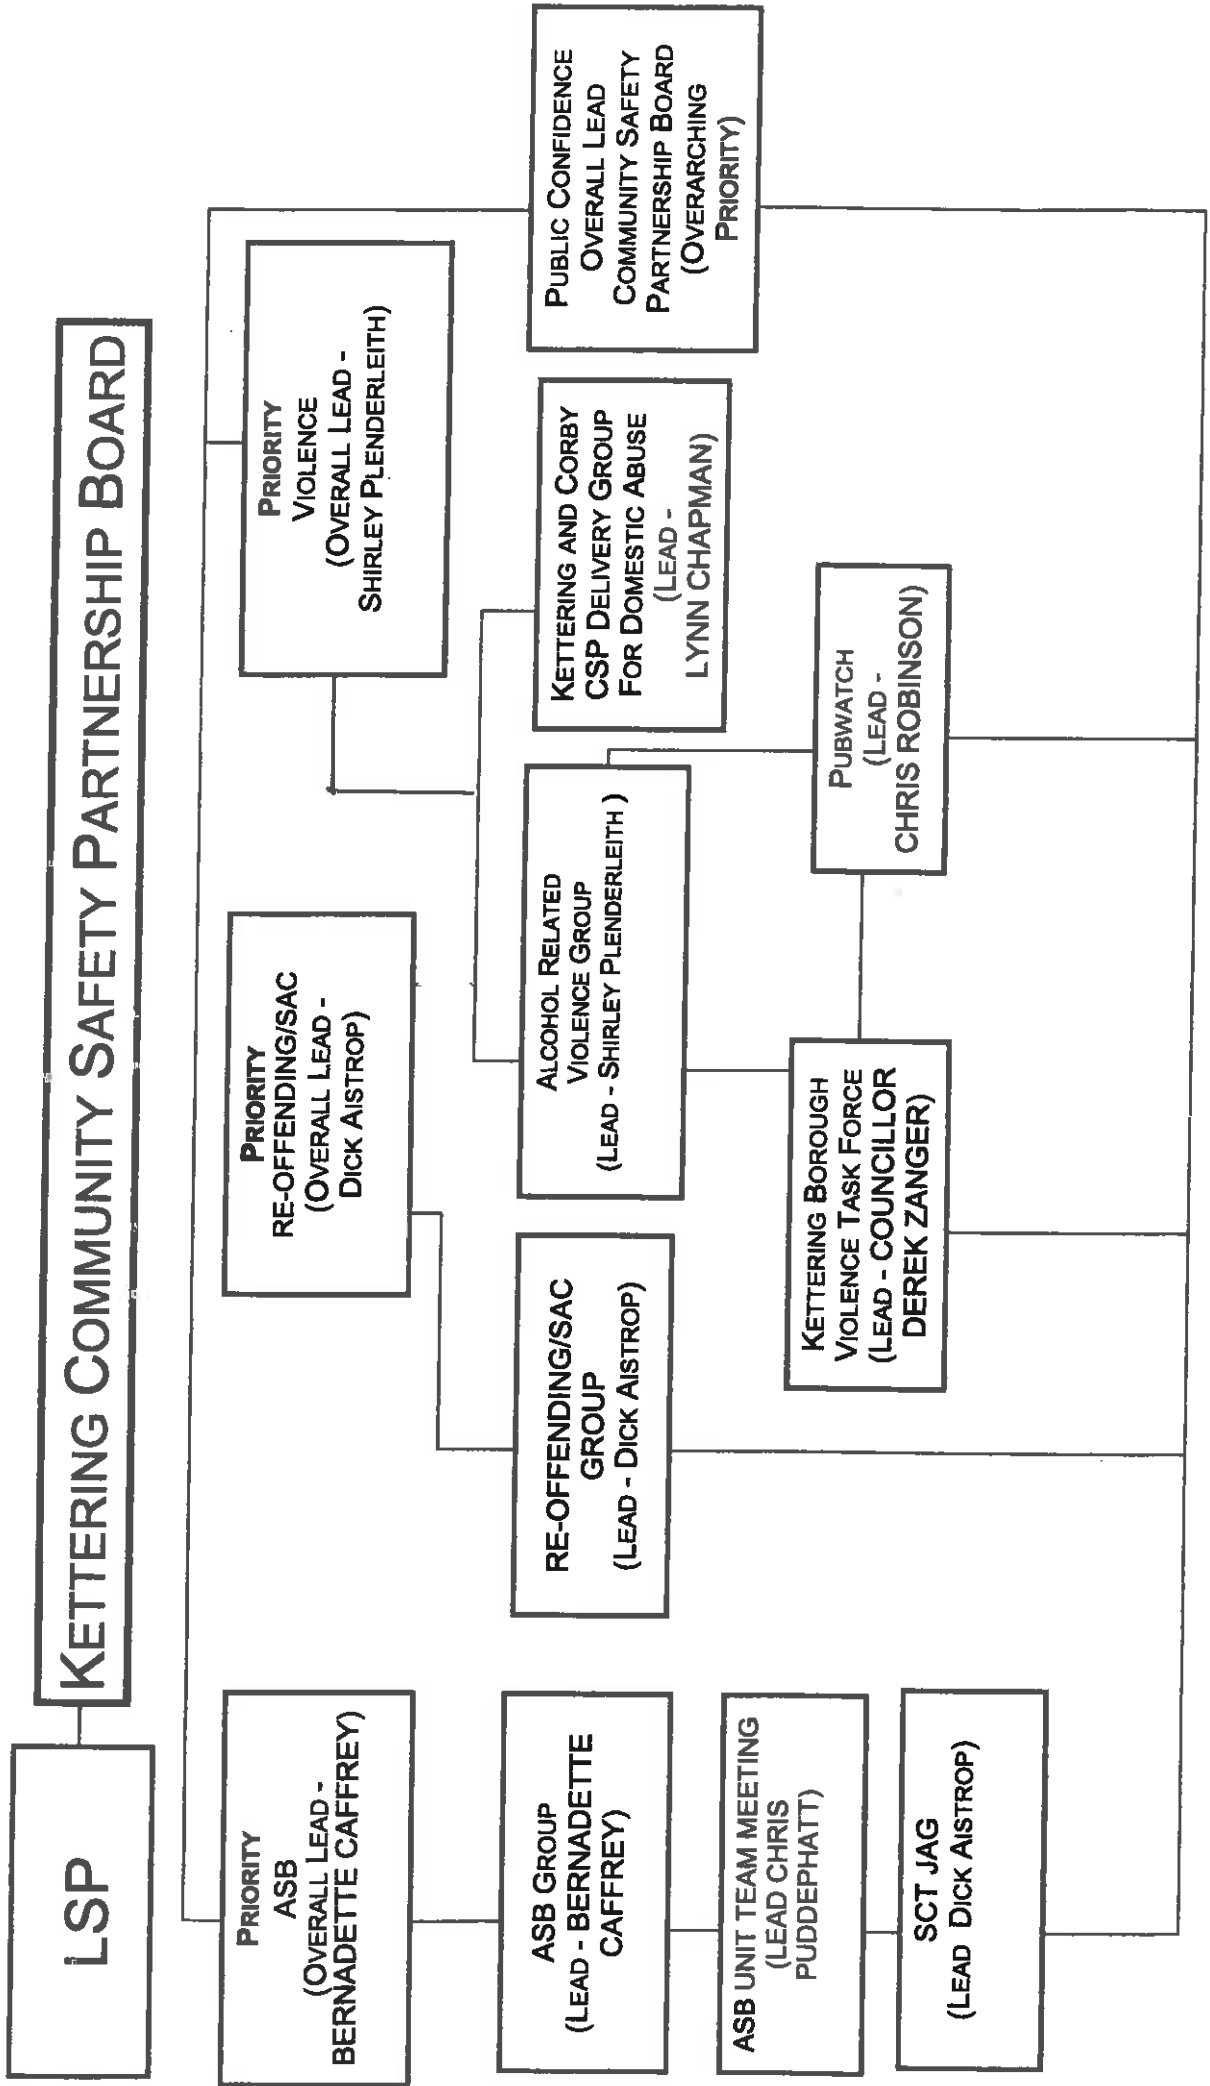 LSP
KETTERING COMMUNITY SAFETY PARTNERSHIP BOARD
PRIORITY
ASB
(OVERALL LEAD -
BERNADETTE CAFFREY)
PRIORITY
RE-OFFENDING/SAC
(OVERALL LEAD -
DICK AISTROP)
PRIORITY
VIOLENCE
(OVERALL LEAD -
SHIRLEY PLENDERLEITH)
PUBLIC CONFIDENCE
OVERALL LEAD
COMMUNITY SAFETY
PARTNERSHIP BOARD
(OVERARCHING
PRIORITY)
ASB GROUP
(LEAD - BERNADETTE
CAFFREY)
RE-OFFENDING/SAC
GROUP
(LEAD - DICK AISTROP)
ALCOHOL RELATED
VIOLENCE GROUP
(LEAD - SHIRLEY PLENDERLEITH )
KETTERING AND CORBY
CSP DELIVERY GROUP
FOR DOMESTIC ABUSE
(LEAD -
LYNN CHAPMAN)
ASB UNIT TEAM MEETING
(LEAD CHRIS
PUDDEPHATT)
KETTERING BOROUGH
VIOLENCE TASK FORCE
(LEAD - COUNCILLOR
DEREK ZANGER)
PUBWATCH
(LEAD -
CHRIS ROBINSON)
SCT JAG
(LEAD DICK AISTROP)